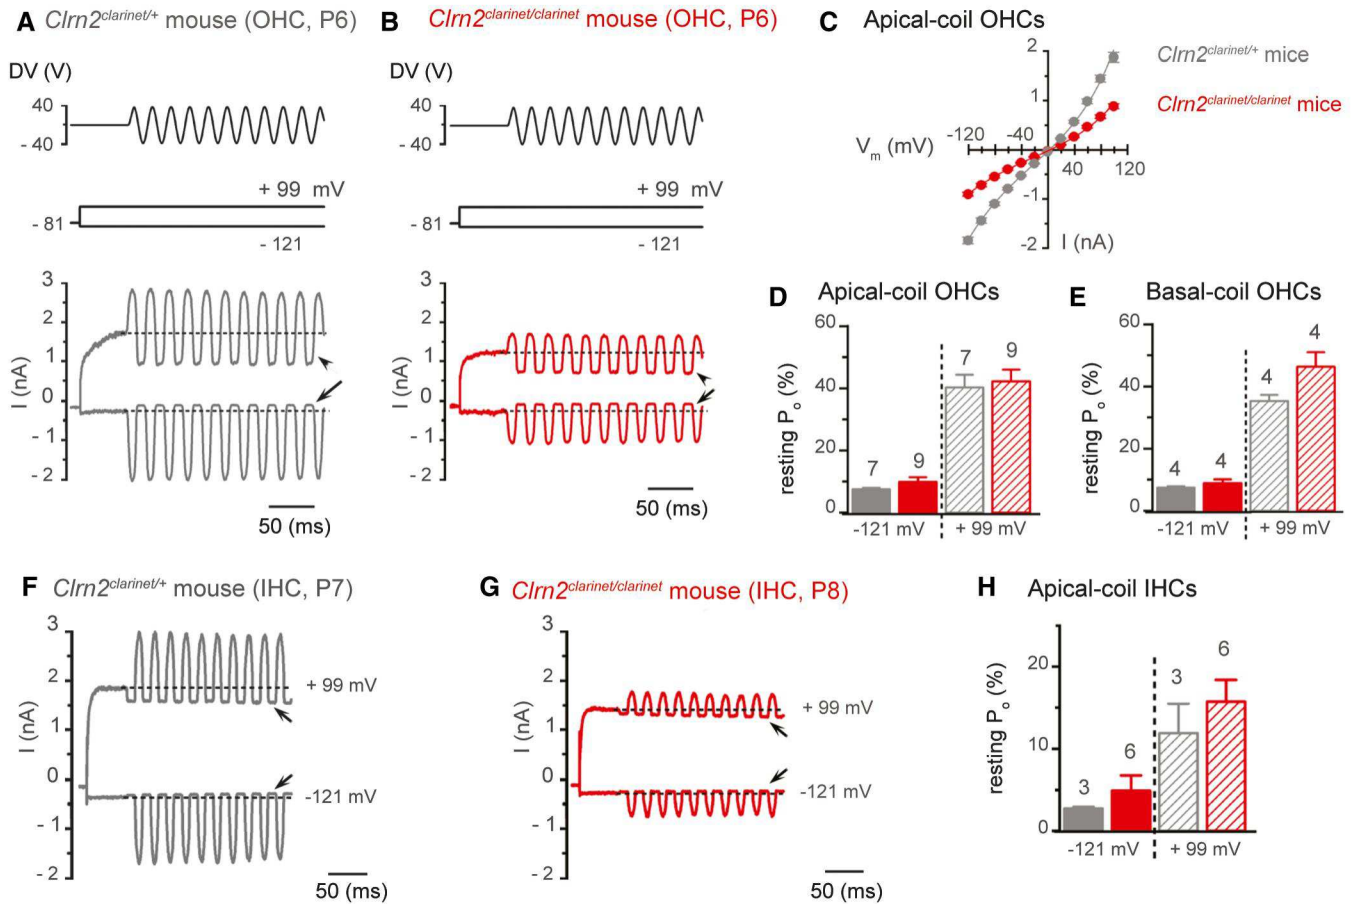 A Clrn2clarinet/+ mouse (OHC, P6)
DV (V)
40
- 40
+ 99 mV
- 81
- 121
3
2
1
0
- 1
- 2
I (nA)
50 (ms)
B Clrn2clarinet/clarinet mouse (OHC, P6)
DV (V)
40
- 40
+ 99 mV
- 81
- 121
3
2
1
0
- 1
- 2
I (nA)
50 (ms)
C Apical-coil OHCs
Clrn2clarinet/+ mice
Clrn2clarinet/clarinet mice
2
1
-120 -40
Vm (mV)
40 120
-1
-2 I (nA)
D Apical-coil OHCs
60
40
20
0
resting Po (%)
7 9 7 9
-121 mV + 99 mV
E Basal-coil OHCs
60
40
20
0
resting Po (%)
4 4 4 4
-121 mV + 99 mV
F Clrn2clarinet/+ mouse (IHC, P7)
3
2
1
0
- 1
- 2
I (nA)
+ 99 mV
-121 mV
50 (ms)
G Clrn2clarinet/clarinet mouse (IHC, P8)
3
2
1
0
- 1
- 2
I (nA)
+ 99 mV
-121 mV
50 (ms)
H Apical-coil IHCs
20
10
0
resting Po (%)
3 6 3 6
-121 mV + 99 mV